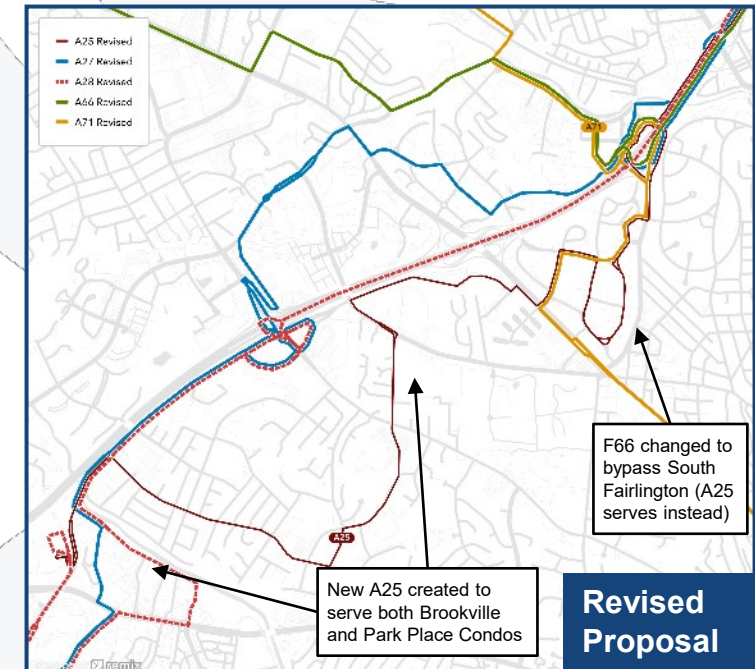 A25 Revised
A27 Revised
A28 Revised
A66 Revised
A71 Revised
A71
F66 changed to
bypass South
Fairlington (A25
serves instead)
A25
New A25 created to
serve both Brookville
and Park Place Condos
Revised
Proposal
remix